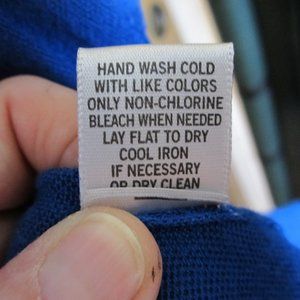 HAND WASH COLD
WITH LIKE COLORS
ONLY NON-CHLORINE
BLEACH WHEN NEEDED
LAY FLAT TO DRY
COOL IRON
IF NECESSARY
OR DRY CLEAN